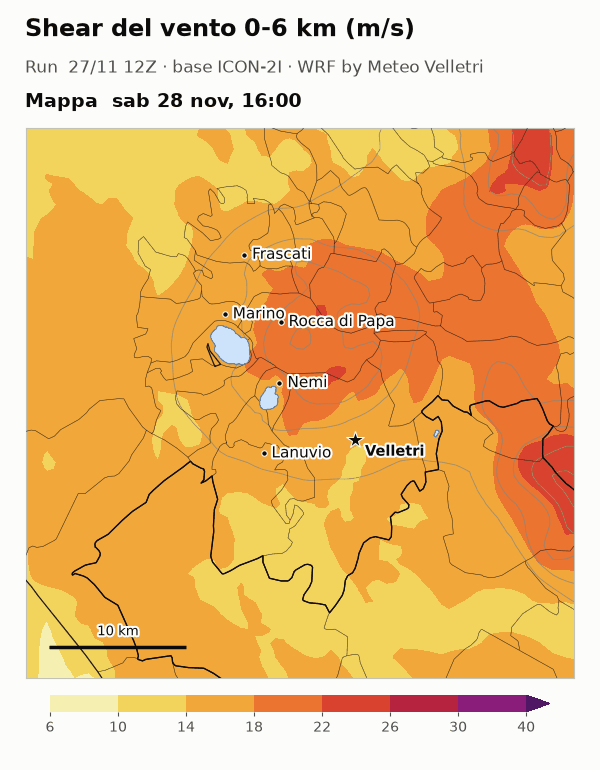 Shear del vento 0-6 km (m/s)
Run  27/11 12Z · base ICON-2I · WRF by Meteo Velletri
Mappa  sab 28 nov, 16:00
Frascati
Marino
Rocca di Papa
Nemi
Velletri
Lanuvio
10 km
6 10 14 18 22 26 30 40